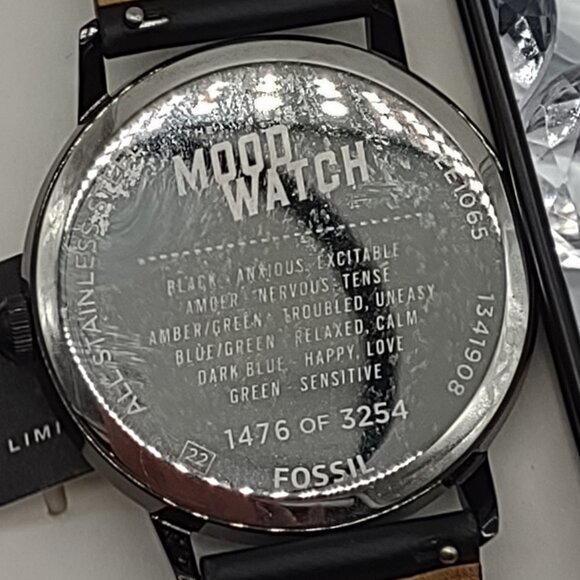 MOOD
WATCH
BLACK - ANXIOUS, EXCITABLE
AMBER - NERVOUS, TENSE
AMBER/GREEN - TROUBLED, UNEASY
BLUE/GREEN - RELAXED, CALM
DARK BLUE - HAPPY, LOVE
GREEN - SENSITIVE
1476 OF 3254
22
FOSSIL
ALL STAINLESS
LE1065
1341908
LIMI